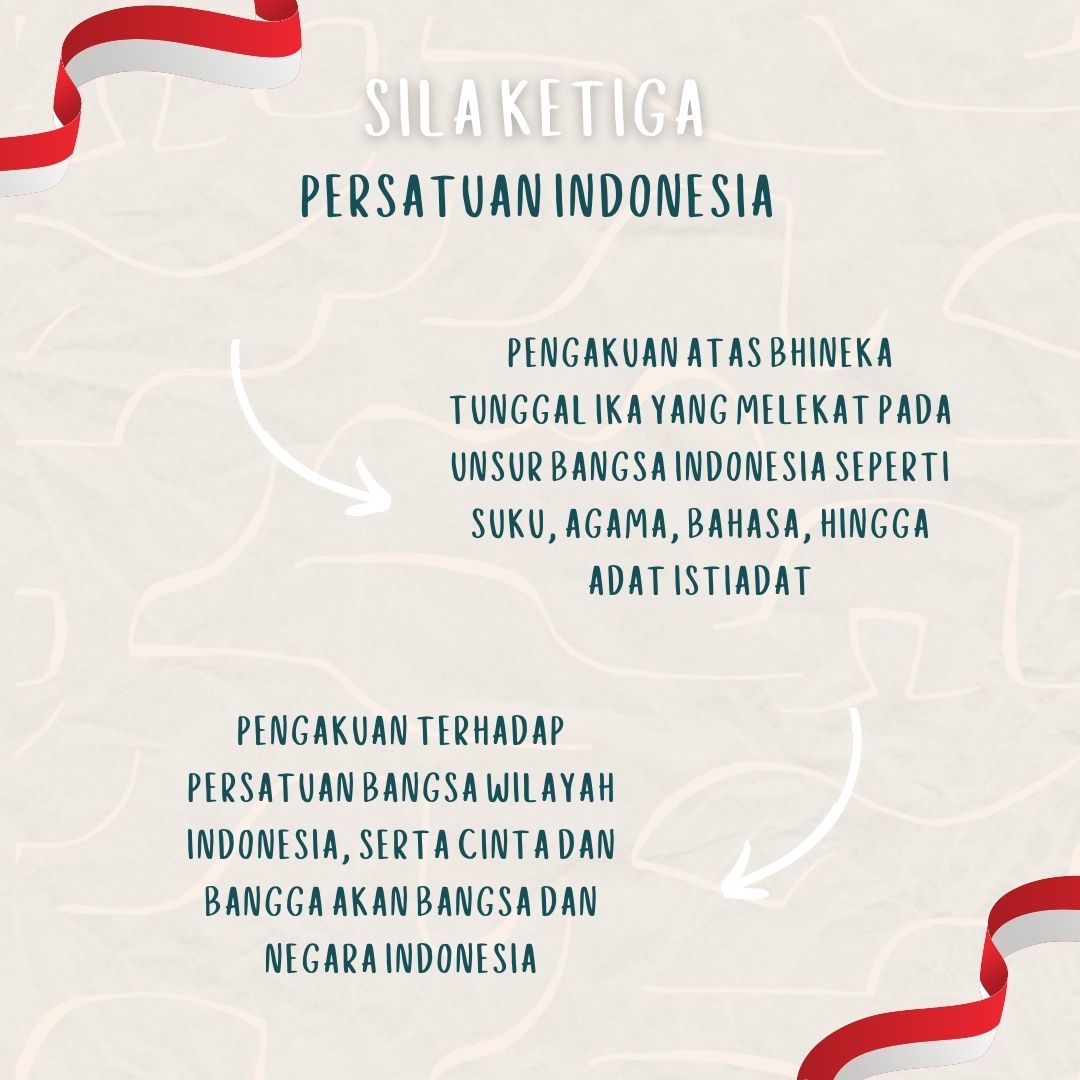 SILA KETIGA
PERSATUAN INDONESIA
PENGAKUAN ATAS BHINEKA
TUNGGAL IKA YANG MELEKAT PADA
UNSUR BANGSA INDONESIA SEPERTI
SUKU, AGAMA, BAHASA, HINGGA
ADAT ISTIADAT
PENGAKUAN TERHADAP
PERSATUAN BANGSA WILAYAH
INDONESIA, SERTA CINTA DAN
BANGGA AKAN BANGSA DAN
NEGARA INDONESIA